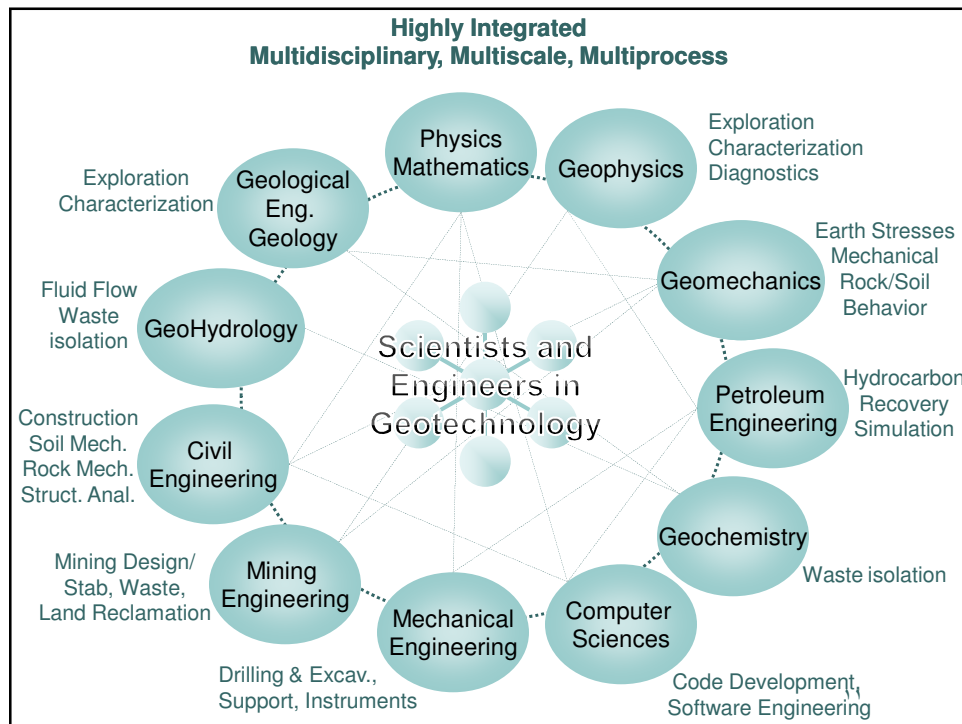 Highly Integrated
Multidisciplinary, Multiscale, Multiprocess
Physics
Mathematics
Geophysics
Exploration
Characterization
Diagnostics
Exploration
Characterization
Geological
Eng.
Geology
Geomechanics
Earth Stresses
Mechanical
Rock/Soil
Behavior
Fluid Flow
Waste
isolation
GeoHydrology
Scientists and
Engineers in
Geotechnology
Petroleum
Engineering
Hydrocarbon
Recovery
Simulation
Construction
Soil Mech.
Rock Mech.
Struct. Anal.
Civil
Engineering
Geochemistry
Waste isolation
Mining Design/
Stab, Waste,
Land Reclamation
Mining
Engineering
Mechanical
Engineering
Computer
Sciences
Drilling & Excav.,
Support, Instruments
Code Development,
Software Engineering
١١